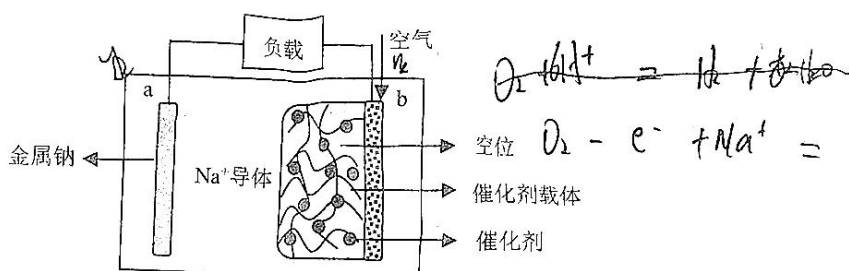 负载
空气
a
b
金属钠
Na⁺导体
空位
催化剂载体
催化剂
O₂ - e⁻ + Na⁺ =